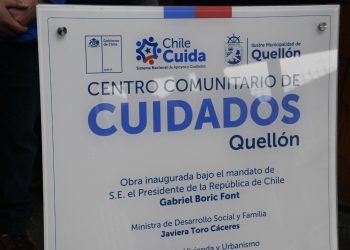 Gobierno
de Chile
Chile
Cuida
Sistema Nacional de Apoyos y Cuidados
Ilustre Municipalidad de
Quellón
CENTRO COMUNITARIO DE
CUIDADOS
Quellón
Obra inaugurada bajo el mandato de
S.E. el Presidente de la República de Chile
Gabriel Boric Font
Ministra de Desarrollo Social y Familia
Javiera Toro Cáceres
Vivienda y Urbanismo